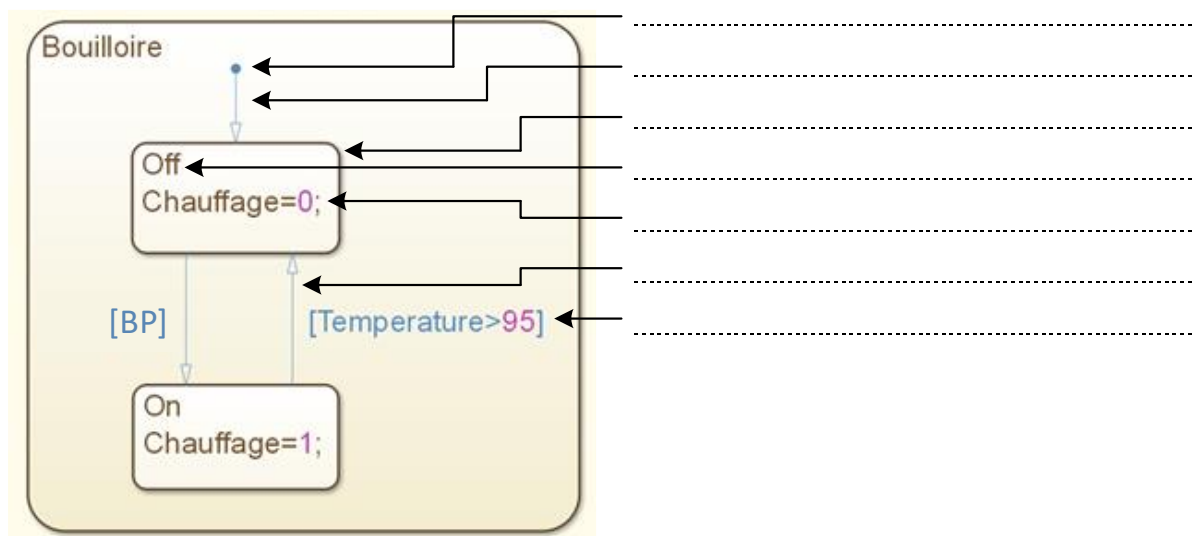 Bouilloire
Off
Chauffage=0;
[BP]
[Temperature>95]
On
Chauffage=1;